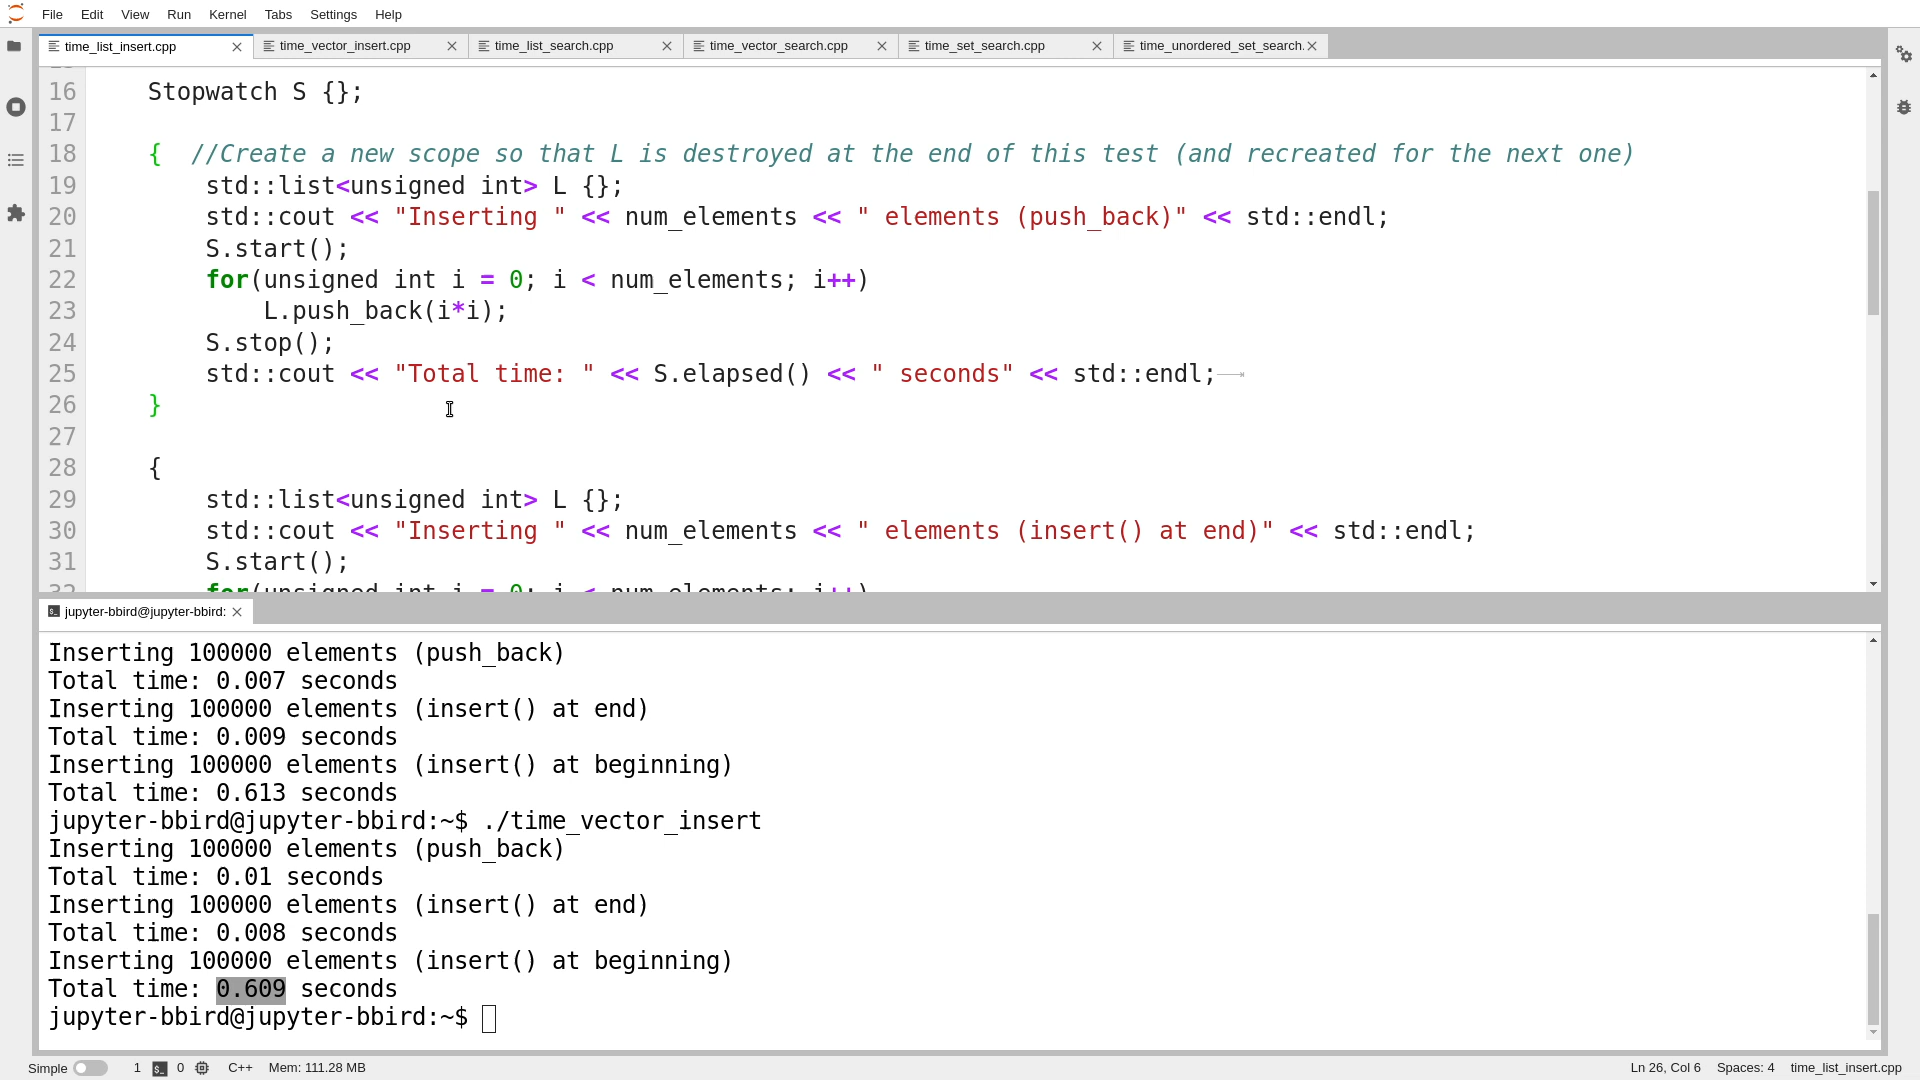 File Edit View Run Kernel Tabs Settings Help
time_list_insert.cpp time_vector_insert.cpp time_list_search.cpp time_vector_search.cpp time_set_search.cpp time_unordered_set_search.
16 Stopwatch S {};
17
18 { //Create a new scope so that L is destroyed at the end of this test (and recreated for the next one)
19 std::list<unsigned int> L {};
20 std::cout << "Inserting " << num_elements << " elements (push_back)" << std::endl;
21 S.start();
22 for(unsigned int i = 0; i < num_elements; i++)
23 L.push_back(i*i);
24 S.stop();
25 std::cout << "Total time: " << S.elapsed() << " seconds" << std::endl;
26 }
27
28 {
29 std::list<unsigned int> L {};
30 std::cout << "Inserting " << num_elements << " elements (insert() at end)" << std::endl;
31 S.start();
32 for(unsigned int i = 0; i < num_elements; i++)
jupyter-bbird@jupyter-bbird:
Inserting 100000 elements (push_back)
Total time: 0.007 seconds
Inserting 100000 elements (insert() at end)
Total time: 0.009 seconds
Inserting 100000 elements (insert() at beginning)
Total time: 0.613 seconds
jupyter-bbird@jupyter-bbird:~$ ./time_vector_insert
Inserting 100000 elements (push_back)
Total time: 0.01 seconds
Inserting 100000 elements (insert() at end)
Total time: 0.008 seconds
Inserting 100000 elements (insert() at beginning)
Total time: 0.609 seconds
jupyter-bbird@jupyter-bbird:~$
Simple 1 0 C++ Mem: 111.28 MB Ln 26, Col 6 Spaces: 4 time_list_insert.cpp